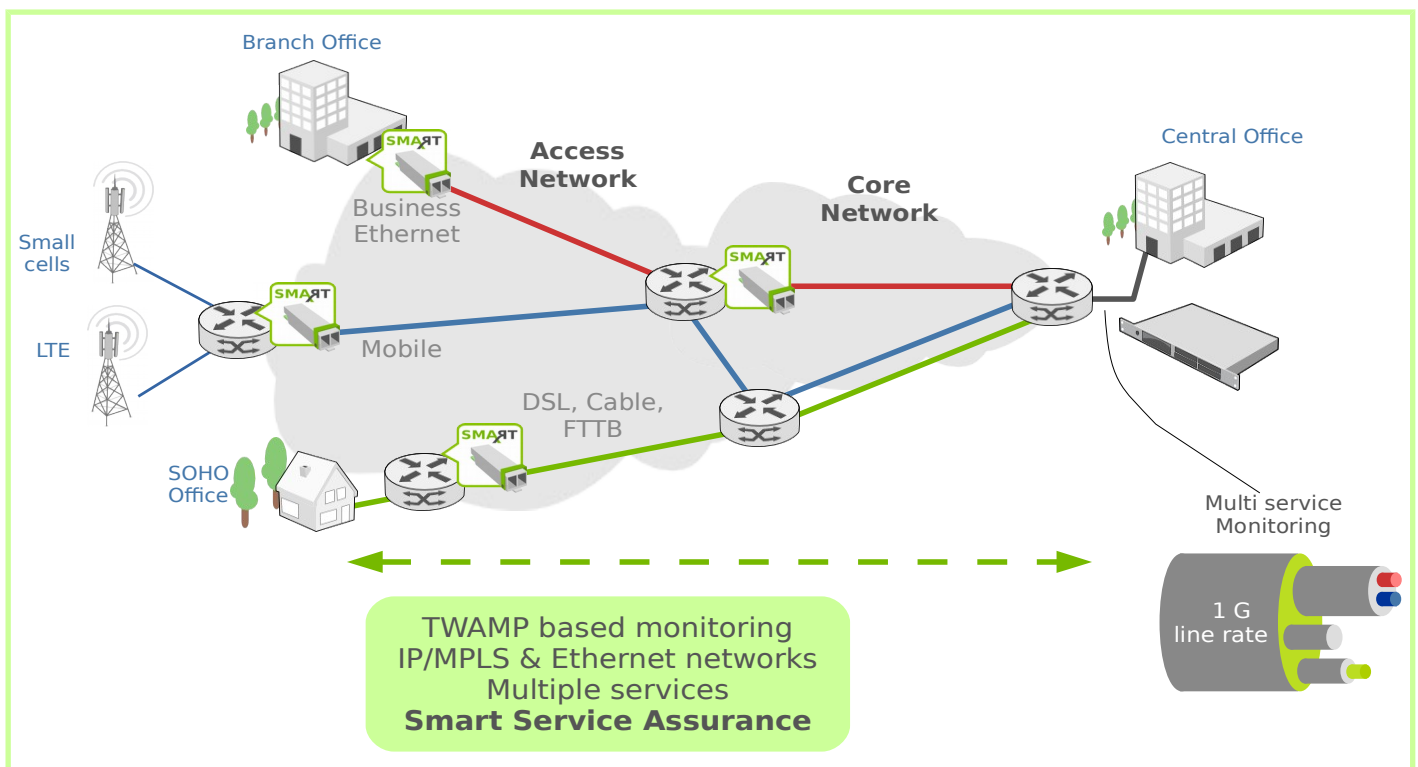 Branch Office
SMART
Access
Network
Business
Ethernet
Central Office
Core
Network
SMART
Small
cells
SMART
LTE
Mobile
DSL, Cable,
FTTB
SMART
SOHO
Office
Multi service
Monitoring
1 G
line rate
TWAMP based monitoring
IP/MPLS & Ethernet networks
Multiple services
Smart Service Assurance